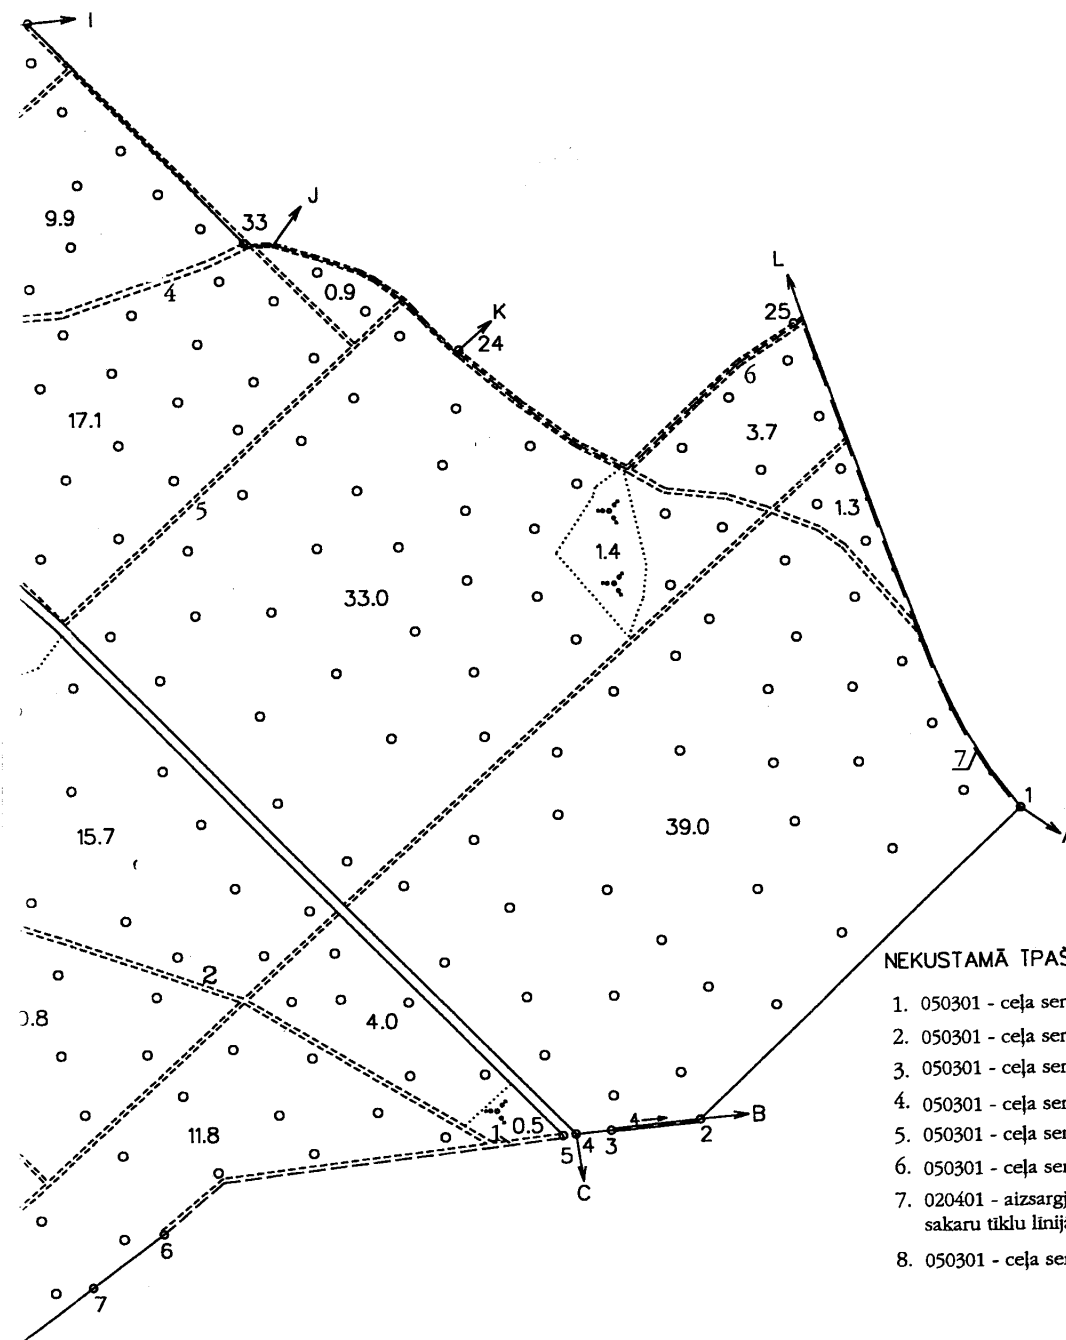 I
J
33
9.9
L
4
0.9
K
25
24
6
17.1
3.7
5
1.3
1.4
33.0
7
1
15.7
39.0
NEKUSTAMĀ ĪPAŠ
2
1. 050301 - ceļa ser
0.8
4.0
2. 050301 - ceļa ser
3. 050301 - ceļa ser
4. 050301 - ceļa ser
11.8
1
0.5
5
4
3
4
2
B
5. 050301 - ceļa ser
6. 050301 - ceļa ser
C
7. 020401 - aizsargj
sakaru tīklu līnij
6
8. 050301 - ceļa ser
7